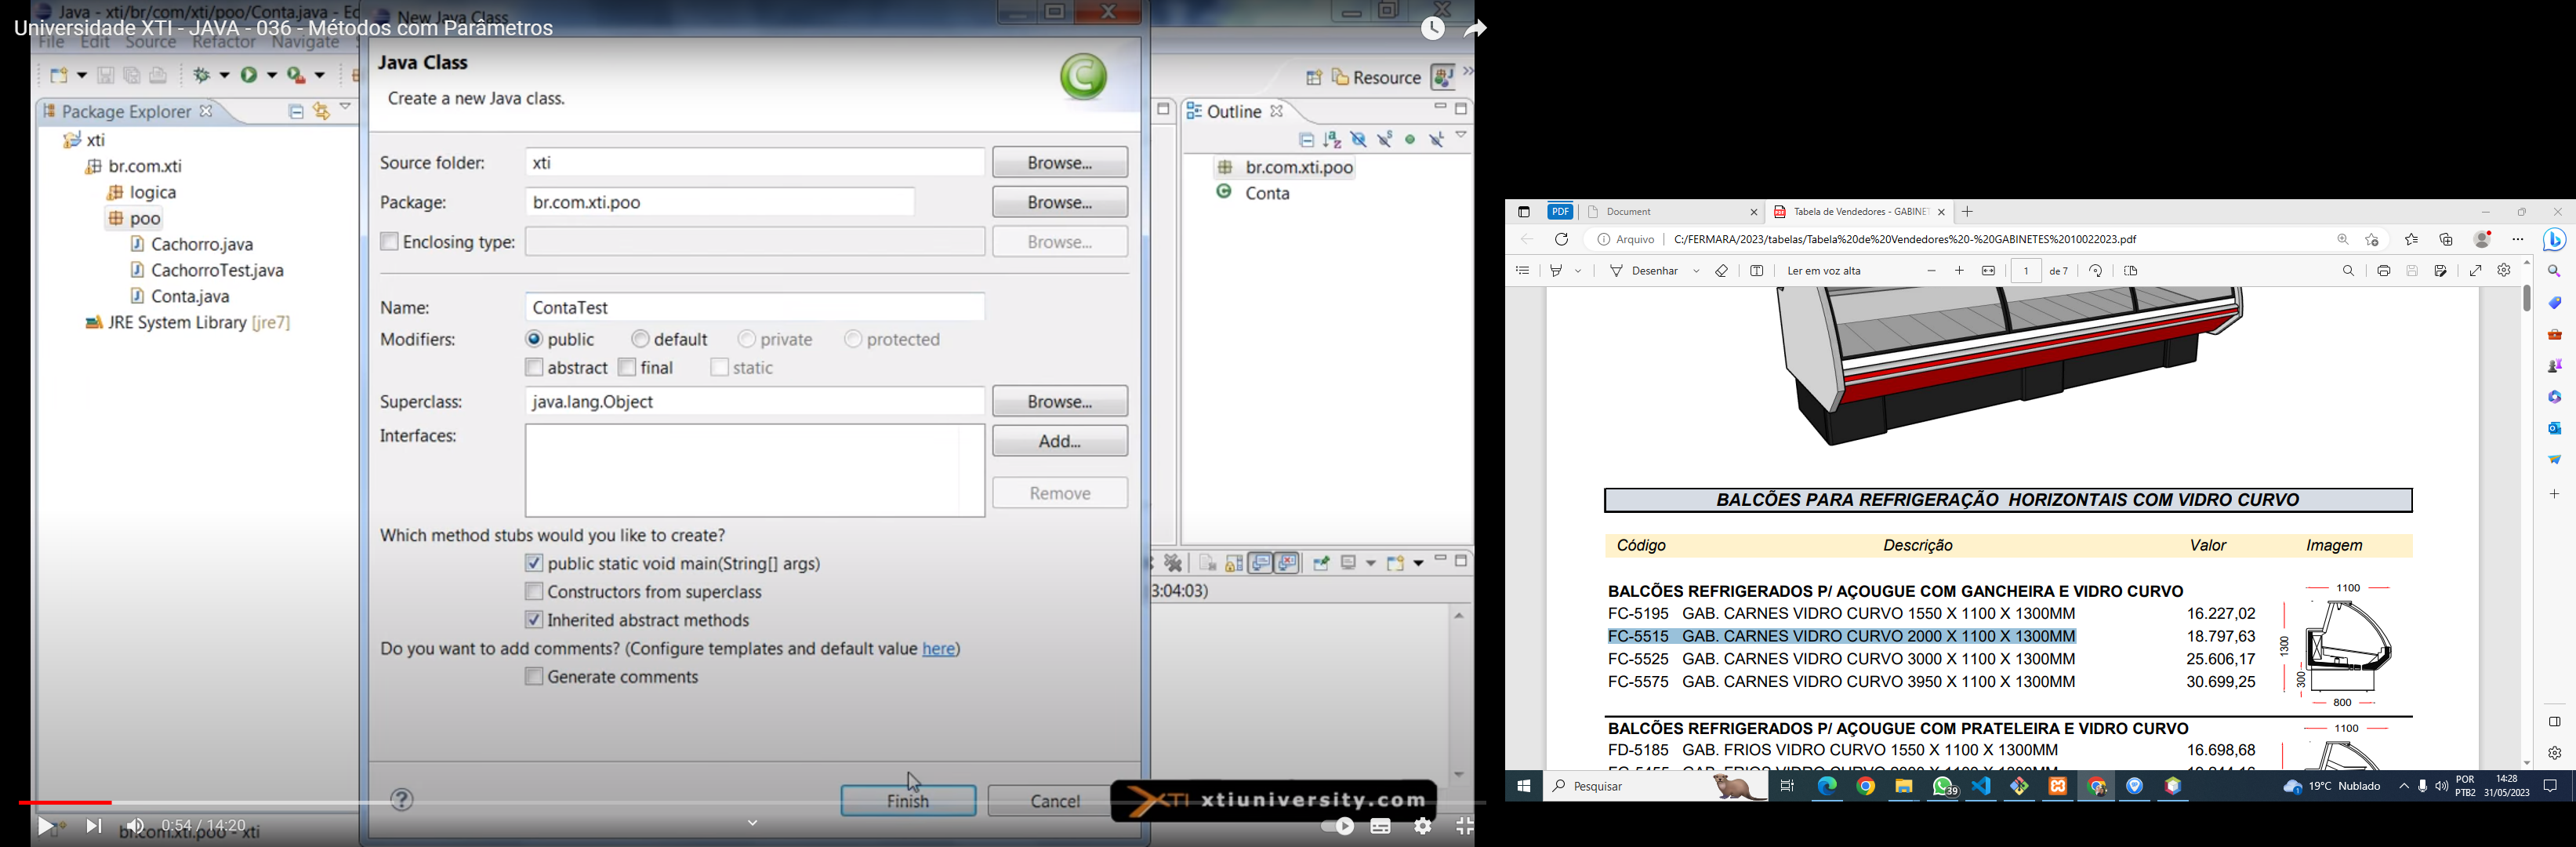 Java - xti/br/com/xti/poo/Conta.java - Ec
New Java Class
Universidade XTI - JAVA - 036 - Métodos com Parâmetros
File Edit Source Refactor Navigate
Java Class
Create a new Java class.
Resource
Package Explorer
xti
br.com.xti
logica
poo
Cachorro.java
CachorroTest.java
Conta.java
JRE System Library [jre7]
Source folder: xti Browse...
Package: br.com.xti.poo Browse...
Enclosing type: Browse...
Name: ContaTest
Modifiers: public default private protected
abstract final static
Superclass: java.lang.Object Browse...
Interfaces: Add...
Remove
Which method stubs would you like to create?
public static void main(String[] args)
Constructors from superclass
Inherited abstract methods
Do you want to add comments? (Configure templates and default value here)
Generate comments
Finish Cancel
Outline
br.com.xti.poo
Conta
3:04:03)
XTI xtiuniversity.com
0:54 / 14:20
br.com.xti.poo - xti
PDF Document Tabela de Vendedores - GABINET
Arquivo C:/FERMARA/2023/tabelas/Tabela%20de%20Vendedores%20-%20GABINETES%2010022023.pdf
Desenhar Ler em voz alta 1 de 7
BALCÕES PARA REFRIGERAÇÃO HORIZONTAIS COM VIDRO CURVO
Código Descrição Valor Imagem
BALCÕES REFRIGERADOS P/ AÇOUGUE COM GANCHEIRA E VIDRO CURVO
FC-5195 GAB. CARNES VIDRO CURVO 1550 X 1100 X 1300MM 16.227,02
FC-5515 GAB. CARNES VIDRO CURVO 2000 X 1100 X 1300MM 18.797,63
FC-5525 GAB. CARNES VIDRO CURVO 3000 X 1100 X 1300MM 25.606,17
FC-5575 GAB. CARNES VIDRO CURVO 3950 X 1100 X 1300MM 30.699,25
1100
1300
300
800
BALCÕES REFRIGERADOS P/ AÇOUGUE COM PRATELEIRA E VIDRO CURVO
1100
FD-5185 GAB. FRIOS VIDRO CURVO 1550 X 1100 X 1300MM 16.698,68
Pesquisar
39
19°C Nublado
POR
PTB2
14:28
31/05/2023